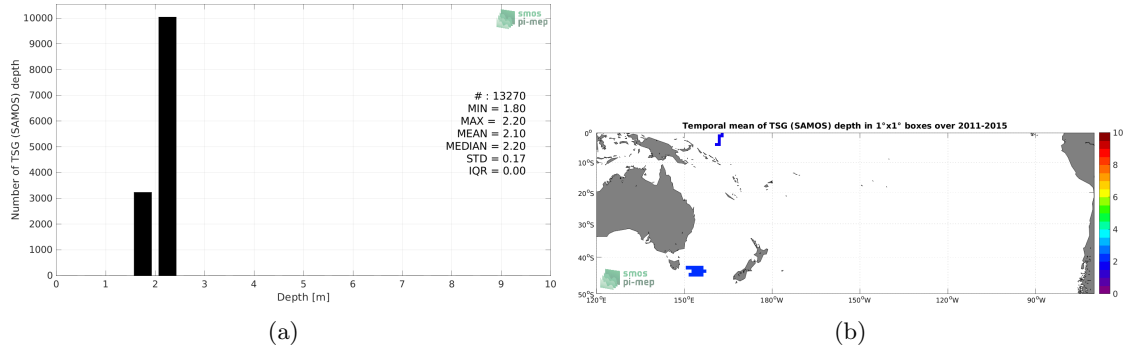 10000
9000
8000
7000
6000
5000
4000
3000
2000
1000
0
Number of TSG (SAMOS) depth
smos
pi-mep
# : 13270
MIN = 1.80
MAX = 2.20
MEAN = 2.10
MEDIAN = 2.20
STD = 0.17
IQR = 0.00
0 1 2 3 4 5 6 7 8 9 10
Depth [m]
(a)
Temporal mean of TSG (SAMOS) depth in 1°x1° boxes over 2011-2015
0°
10°S
20°S
30°S
40°S
50°S
smos
pi-mep
120°E 150°E 180°W 150°W 120°W 90°W
10
8
6
4
2
0
(b)